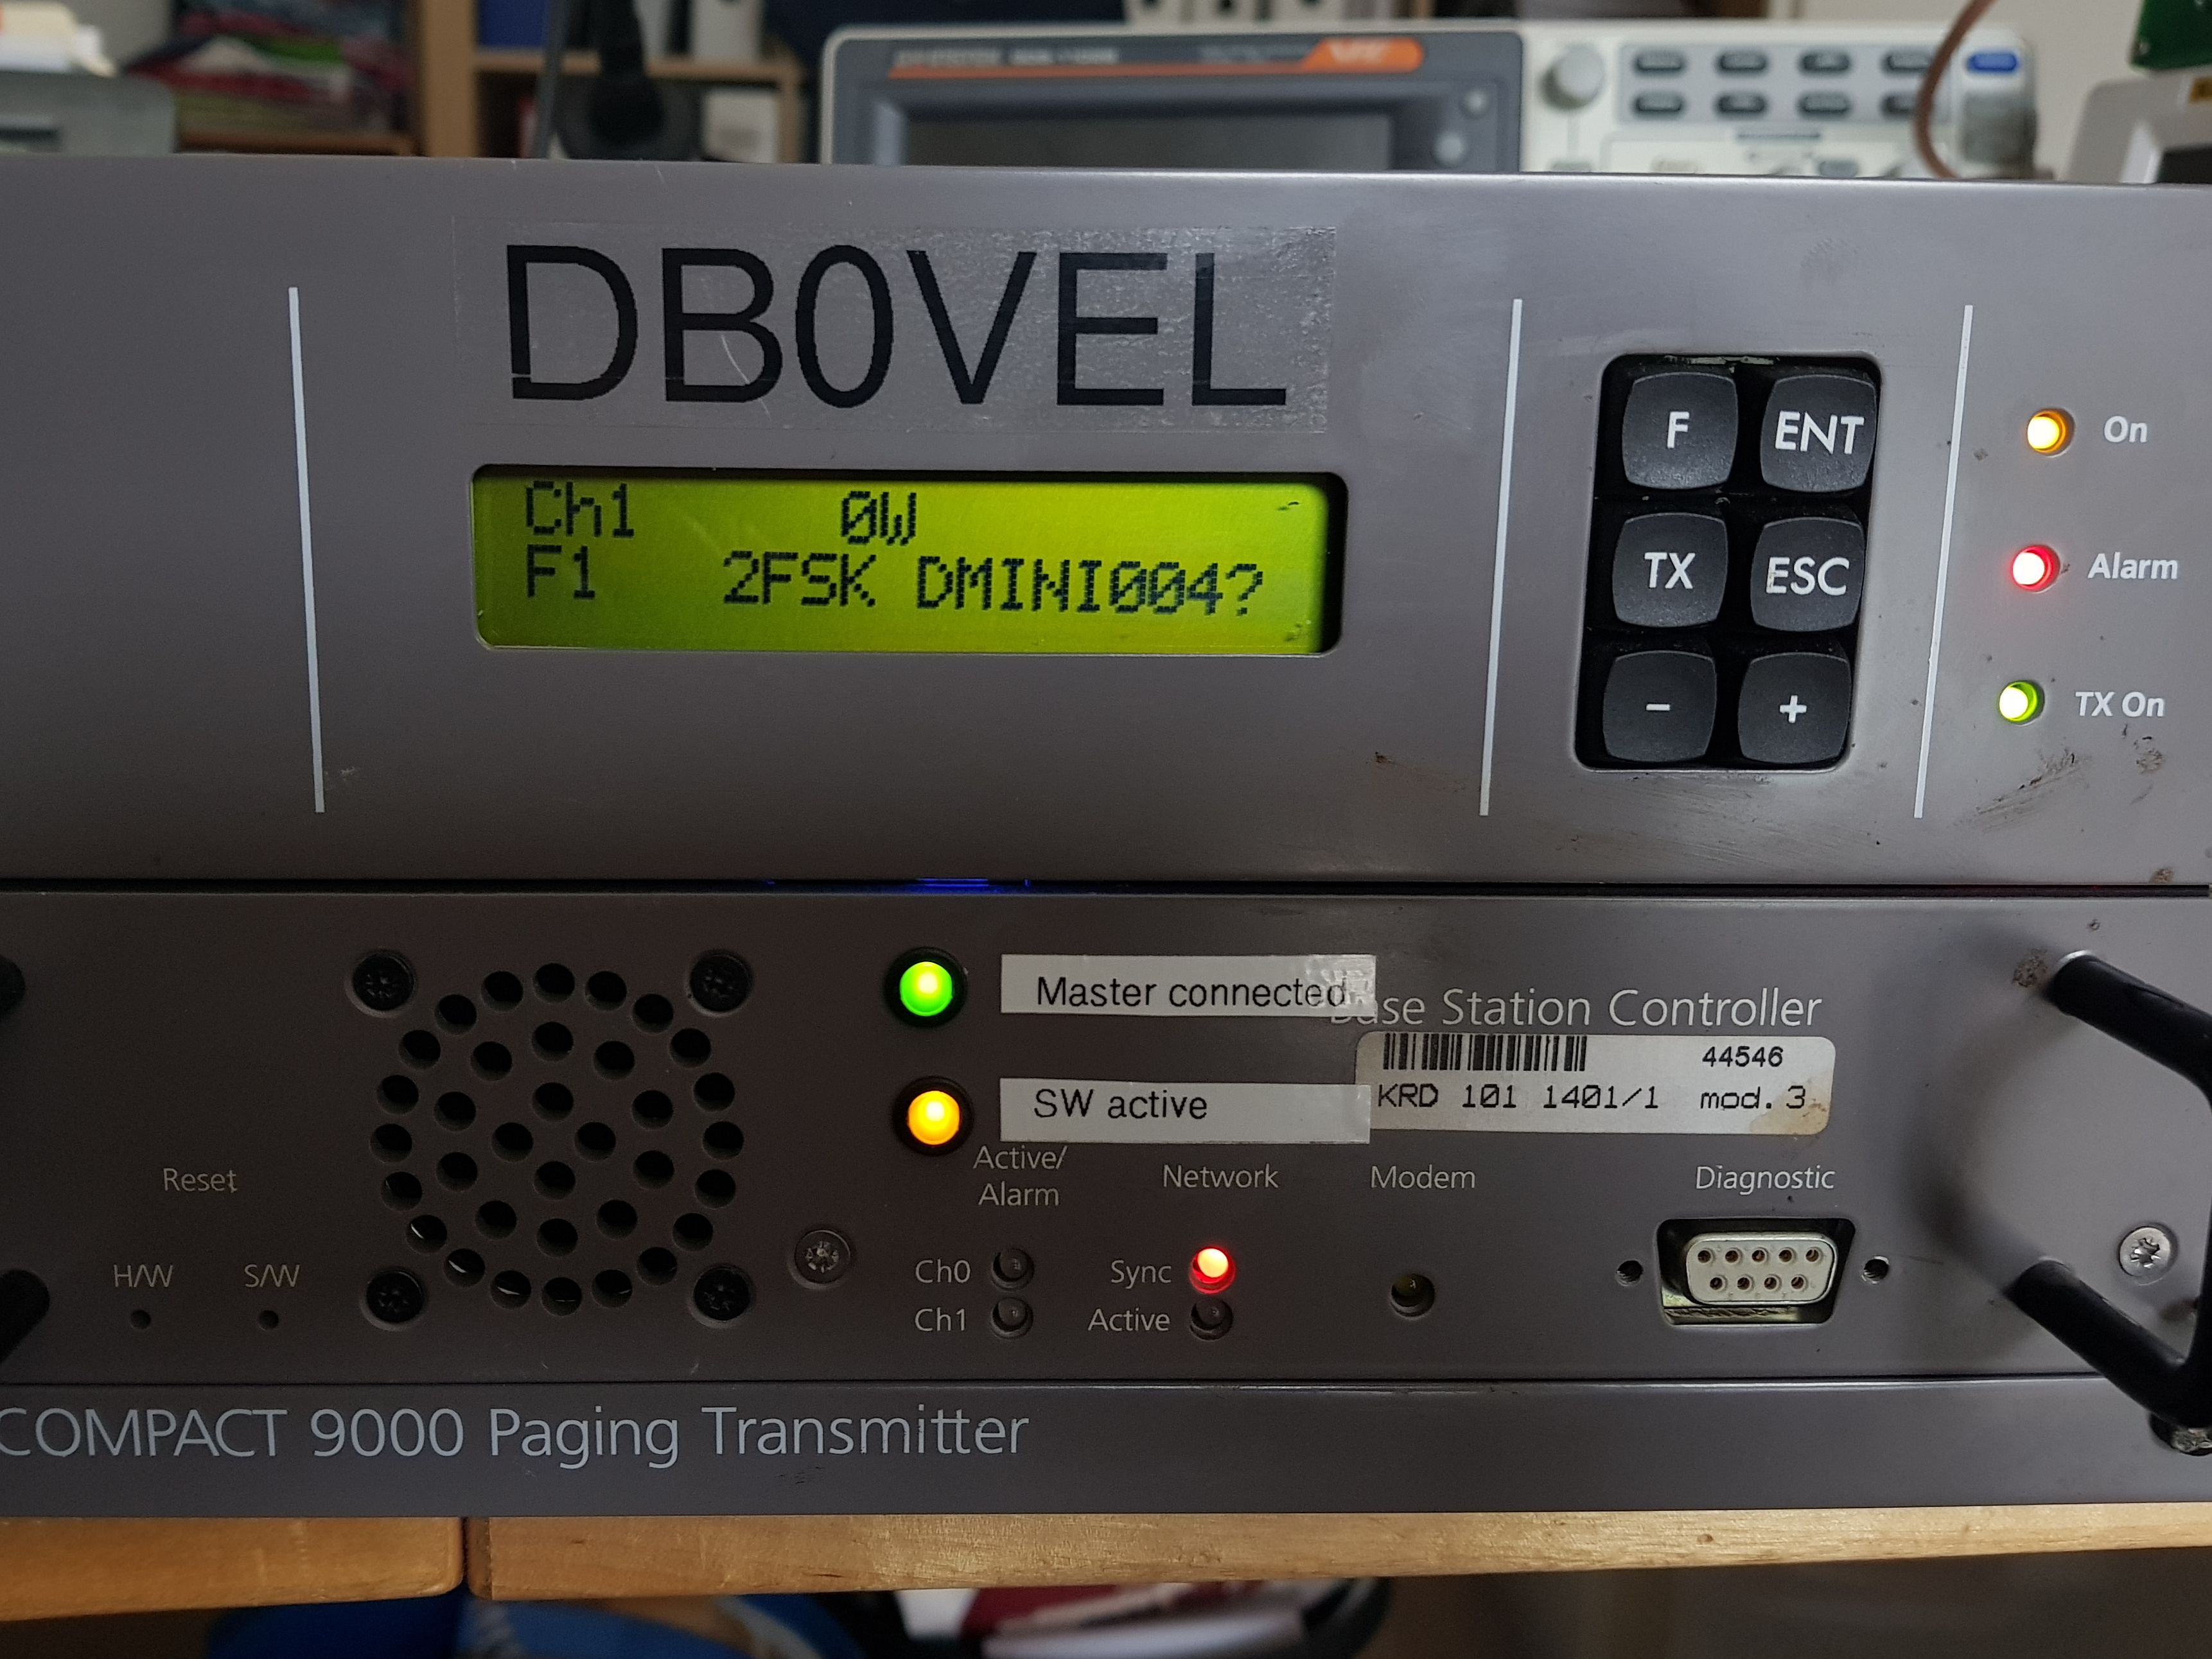 DB0VEL
Ch1 0W
F1 2FSK DMINI004?
F ENT
TX ESC
- +
On
Alarm
TX On
Master connected
Station Controller
44546
KRD 101 1401/1 mod.3
SW active
Active/
Alarm
Network
Modem
Diagnostic
Reset
H/W S/W
Ch0
Ch1
Sync
Active
COMPACT 9000 Paging Transmitter